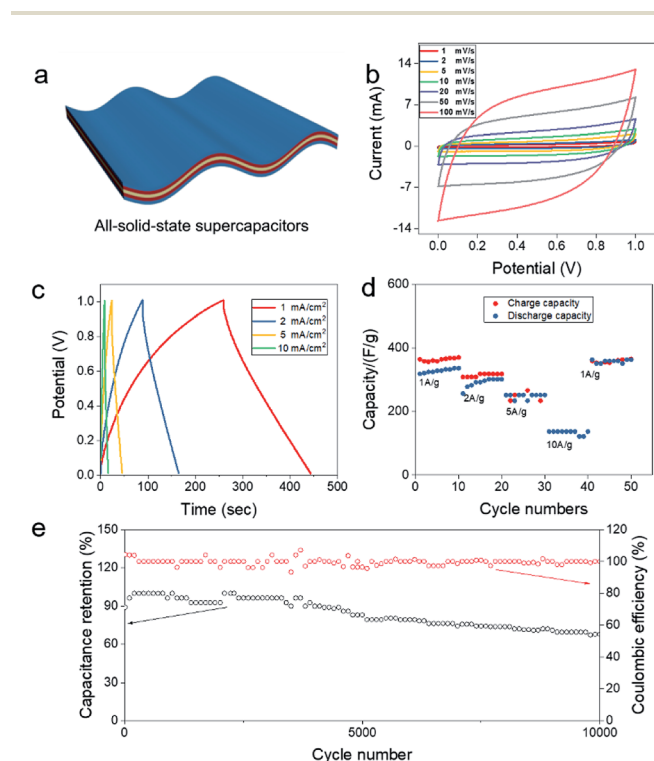 a
All-solid-state supercapacitors
b
1 mV/s
2 mV/s
5 mV/s
10 mV/s
20 mV/s
50 mV/s
100 mV/s
Current (mA)
14
7
0
-7
-14
0.0 0.2 0.4 0.6 0.8 1.0
Potential (V)
c
1 mA/cm²
2 mA/cm²
5 mA/cm²
10 mA/cm²
Potential (V)
1.0
0.8
0.6
0.4
0.2
0.0
0 100 200 300 400 500
Time (sec)
d
Charge capacity
Discharge capacity
Capacity/(F/g)
600
400
200
0
1A/g
2A/g
5A/g
10A/g
1A/g
0 10 20 30 40 50
Cycle numbers
e
Capacitance retention (%)
150
120
90
60
30
0
Coulombic efficiency (%)
120
100
80
60
40
20
0
0 5000 10000
Cycle number